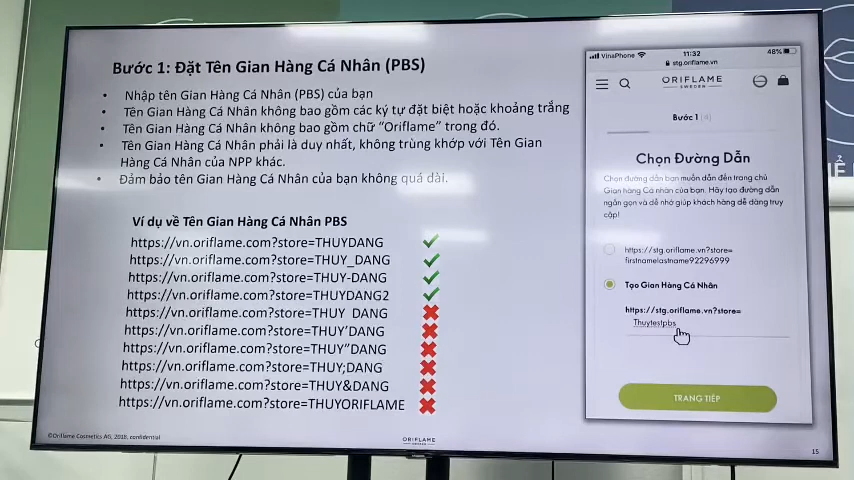 Bước 1: Đặt Tên Gian Hàng Cá Nhân (PBS)
• Nhập tên Gian Hàng Cá Nhân (PBS) của bạn
• Tên Gian Hàng Cá Nhân không bao gồm các ký tự đặt biệt hoặc khoảng trắng
• Tên Gian Hàng Cá Nhân không bao gồm chữ “Oriflame” trong đó.
• Tên Gian Hàng Cá Nhân phải là duy nhất, không trùng khớp với Tên Gian
Hàng Cá Nhân của NPP khác.
• Đảm bảo tên Gian Hàng Cá Nhân của bạn không quá dài.
Ví dụ về Tên Gian Hàng Cá Nhân PBS
https://vn.oriflame.com?store=THUYDANG
https://vn.oriflame.com?store=THUY_DANG
https://vn.oriflame.com?store=THUY-DANG
https://vn.oriflame.com?store=THUYDANG2
https://vn.oriflame.com?store=THUY DANG
https://vn.oriflame.com?store=THUY’DANG
https://vn.oriflame.com?store=THUY”DANG
https://vn.oriflame.com?store=THUY;DANG
https://vn.oriflame.com?store=THUY&DANG
https://vn.oriflame.com?store=THUYORIFLAME
©Oriflame Cosmetics AG, 2018, confidential
ORIFLAME
SWEDEN
15
VinaPhone 11:32 48%
stg.oriflame.vn
ORIFLAME
SWEDEN
Bước 1 (4)
Chọn Đường Dẫn
Chọn đường dẫn bạn muốn dẫn đến trang chủ
Gian hàng Cá nhân của bạn. Hãy tạo đường dẫn
ngắn gọn và dễ nhớ giúp khách hàng dễ dàng truy
cập!
https://stg.oriflame.vn?store=
firstnamelastname92296999
Tạo Gian Hàng Cá Nhân
https://stg.oriflame.vn?store=
Thuytestpbs
TRANG TIẾP